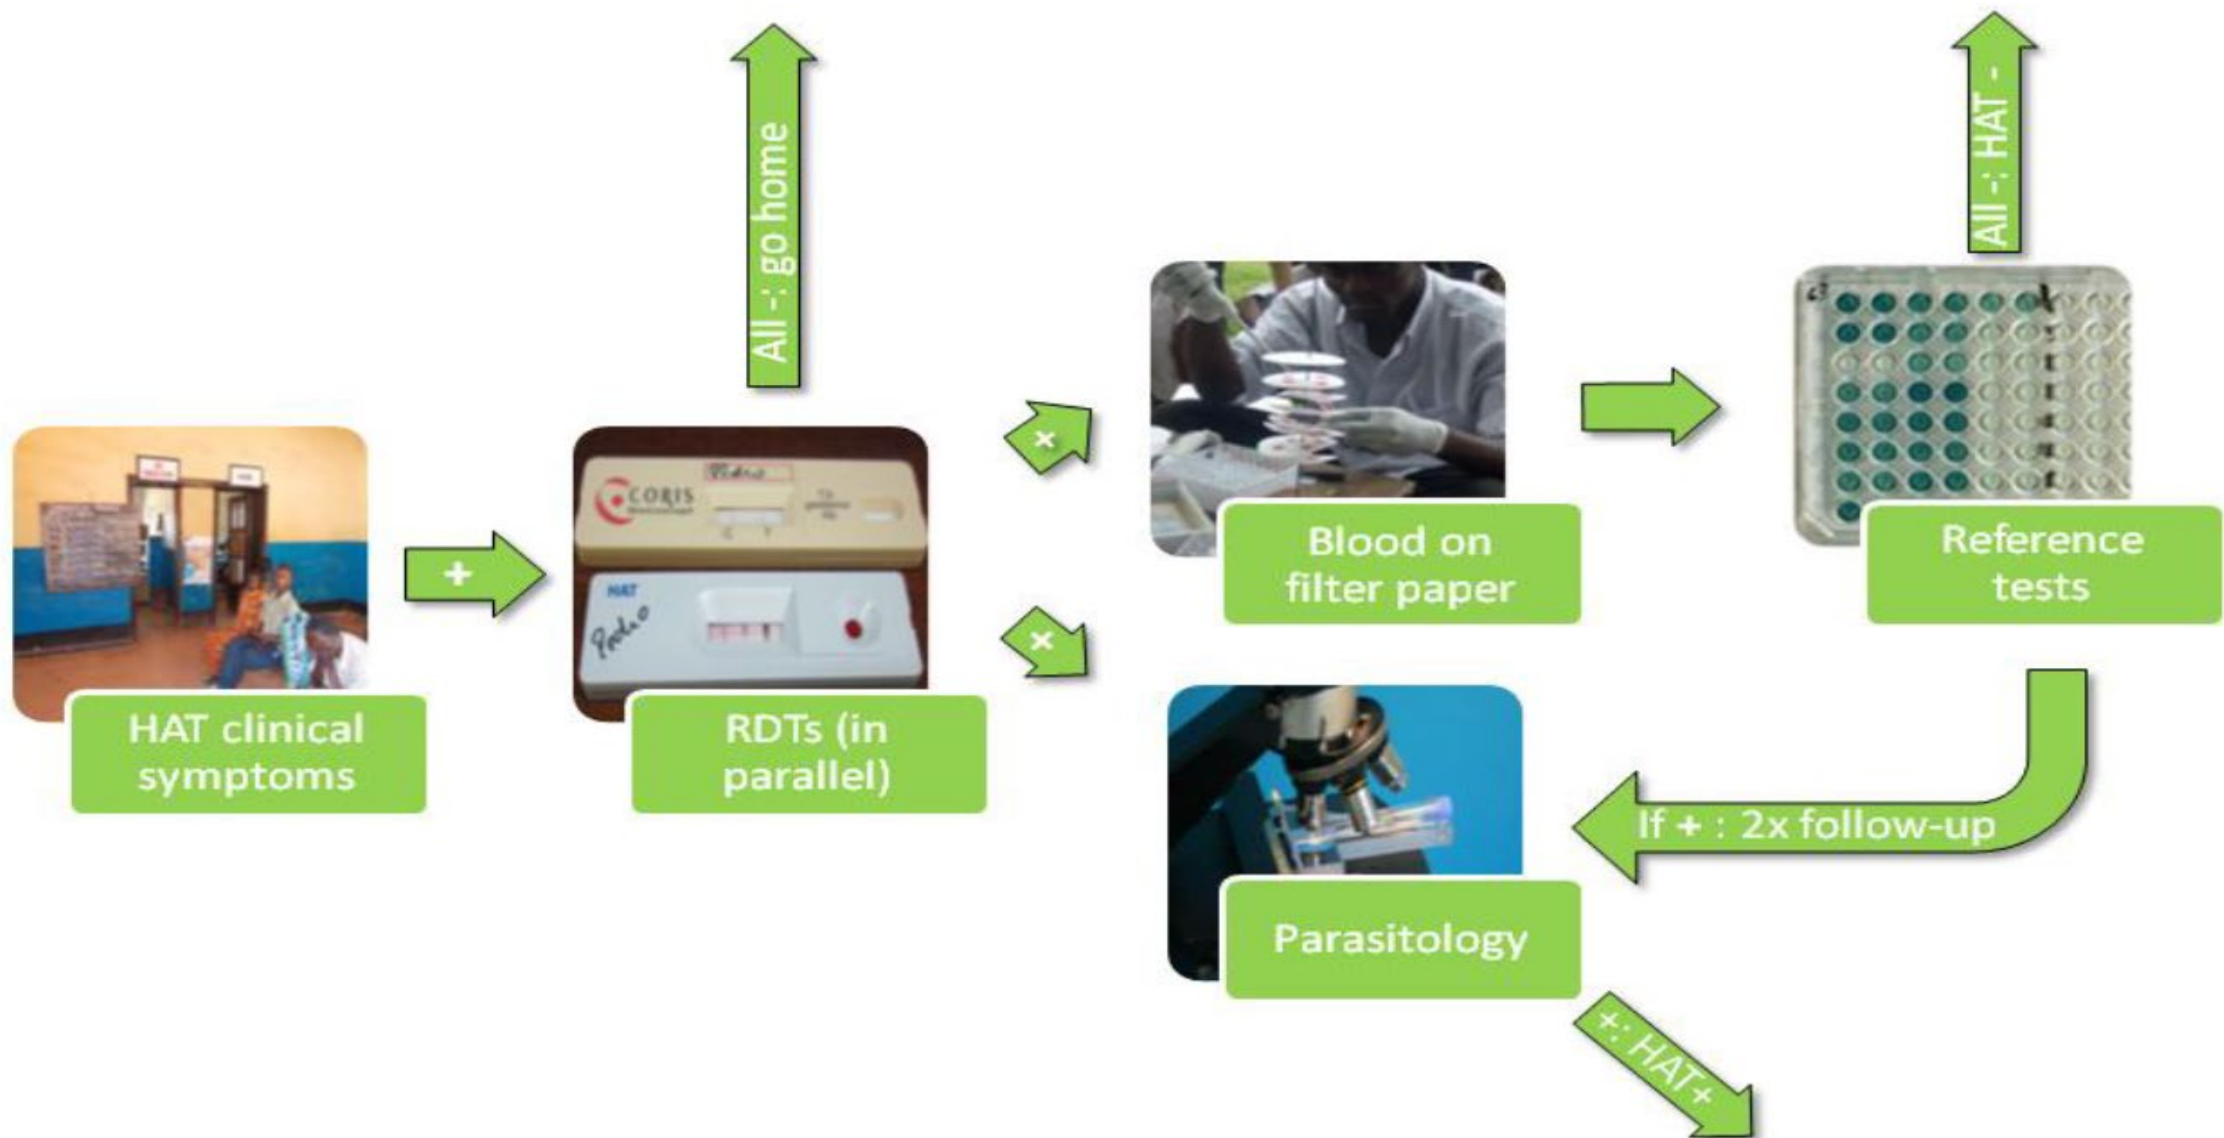 All -: go home
All -: HAT -
HAT clinical
symptoms
+
CORIS
HAT
RDTs (in
parallel)
+
+
Blood on
filter paper
Reference
tests
If + : 2x follow-up
Parasitology
+: HAT+